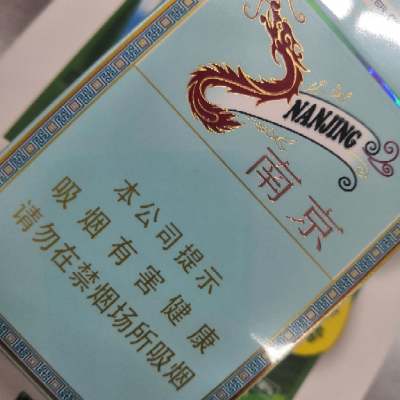 NANJING
南京
本公司提示
吸烟有害健康
请勿在禁烟场所吸烟